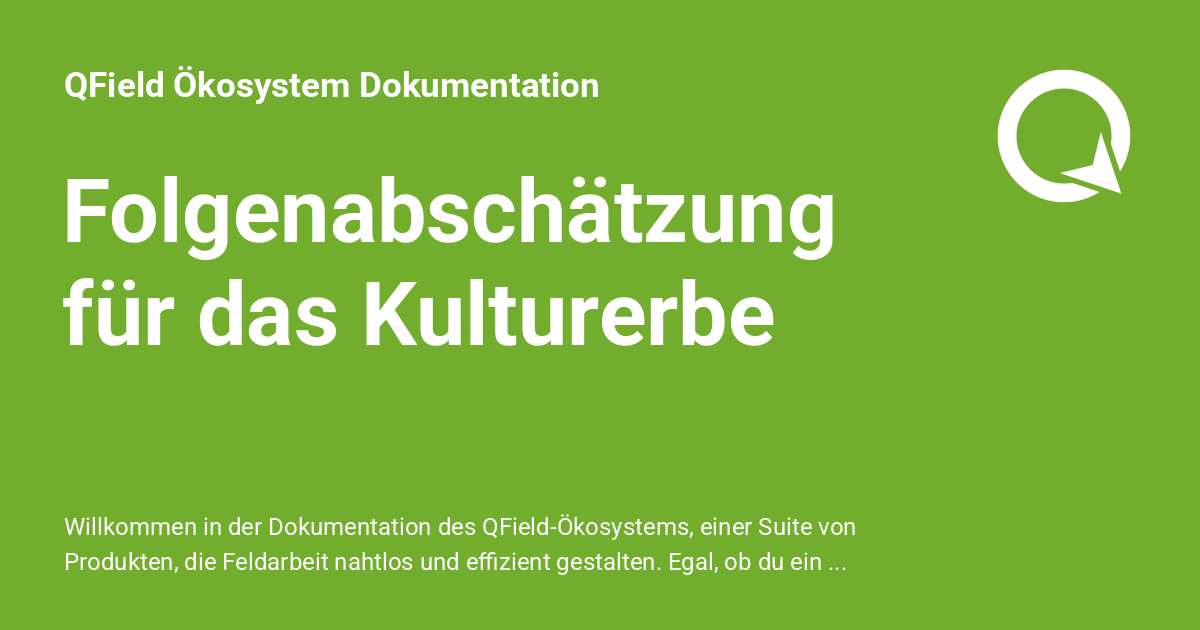 QField Ökosystem Dokumentation
Folgenabschätzung
für das Kulturerbe
Willkommen in der Dokumentation des QField-Ökosystems, einer Suite von
Produkten, die Feldarbeit nahtlos und effizient gestalten. Egal, ob du ein ...